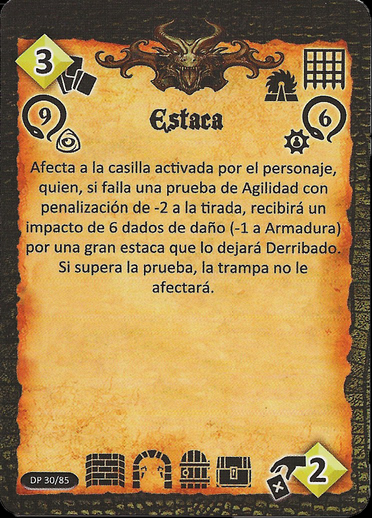 3
9
6
Estaca
Afecta a la casilla activada por el personaje,
quien, si falla una prueba de Agilidad con
penalización de -2 a la tirada, recibirá un
impacto de 6 dados de daño (-1 a Armadura)
por una gran estaca que lo dejará Derribado.
Si supera la prueba, la trampa no le
afectará.
DP 30/85
2